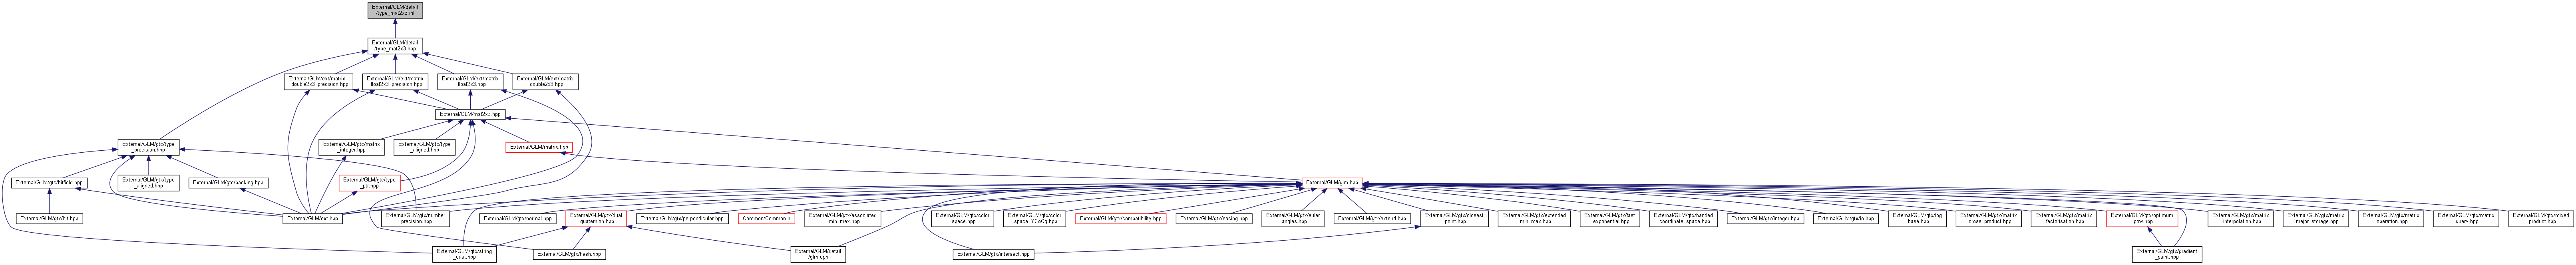 External/GLM/detail
/type_mat2x3.inl
External/GLM/detail
/type_mat2x3.hpp
External/GLM/ext/matrix
_double2x3_precision.hpp
External/GLM/ext/matrix
_float2x3_precision.hpp
External/GLM/ext/matrix
_float2x3.hpp
External/GLM/ext/matrix
_double2x3.hpp
External/GLM/mat2x3.hpp
External/GLM/gtc/type
_precision.hpp
External/GLM/gtc/matrix
_integer.hpp
External/GLM/gtc/type
_aligned.hpp
External/GLM/matrix.hpp
External/GLM/gtc/bitfield.hpp
External/GLM/gtx/type
_aligned.hpp
External/GLM/gtc/packing.hpp
External/GLM/gtc/type
_ptr.hpp
External/GLM/glm.hpp
External/GLM/gtx/bit.hpp
External/GLM/ext.hpp
External/GLM/gtx/number
_precision.hpp
External/GLM/gtx/normal.hpp
External/GLM/gtx/dual
_quaternion.hpp
External/GLM/gtx/perpendicular.hpp
Common/Common.h
External/GLM/gtx/associated
_min_max.hpp
External/GLM/gtx/color
_space.hpp
External/GLM/gtx/color
_space_YCoCg.hpp
External/GLM/gtx/compatibility.hpp
External/GLM/gtx/easing.hpp
External/GLM/gtx/euler
_angles.hpp
External/GLM/gtx/extend.hpp
External/GLM/gtx/closest
_point.hpp
External/GLM/gtx/extended
_min_max.hpp
External/GLM/gtx/fast
_exponential.hpp
External/GLM/gtx/handed
_coordinate_space.hpp
External/GLM/gtx/integer.hpp
External/GLM/gtx/io.hpp
External/GLM/gtx/log
_base.hpp
External/GLM/gtx/matrix
_cross_product.hpp
External/GLM/gtx/matrix
_factorisation.hpp
External/GLM/gtx/optimum
_pow.hpp
External/GLM/gtx/matrix
_interpolation.hpp
External/GLM/gtx/matrix
_major_storage.hpp
External/GLM/gtx/matrix
_operation.hpp
External/GLM/gtx/matrix
_query.hpp
External/GLM/gtx/mixed
_product.hpp
External/GLM/gtx/string
_cast.hpp
External/GLM/gtx/hash.hpp
External/GLM/detail
/glm.cpp
External/GLM/gtx/intersect.hpp
External/GLM/gtx/gradient
_paint.hpp